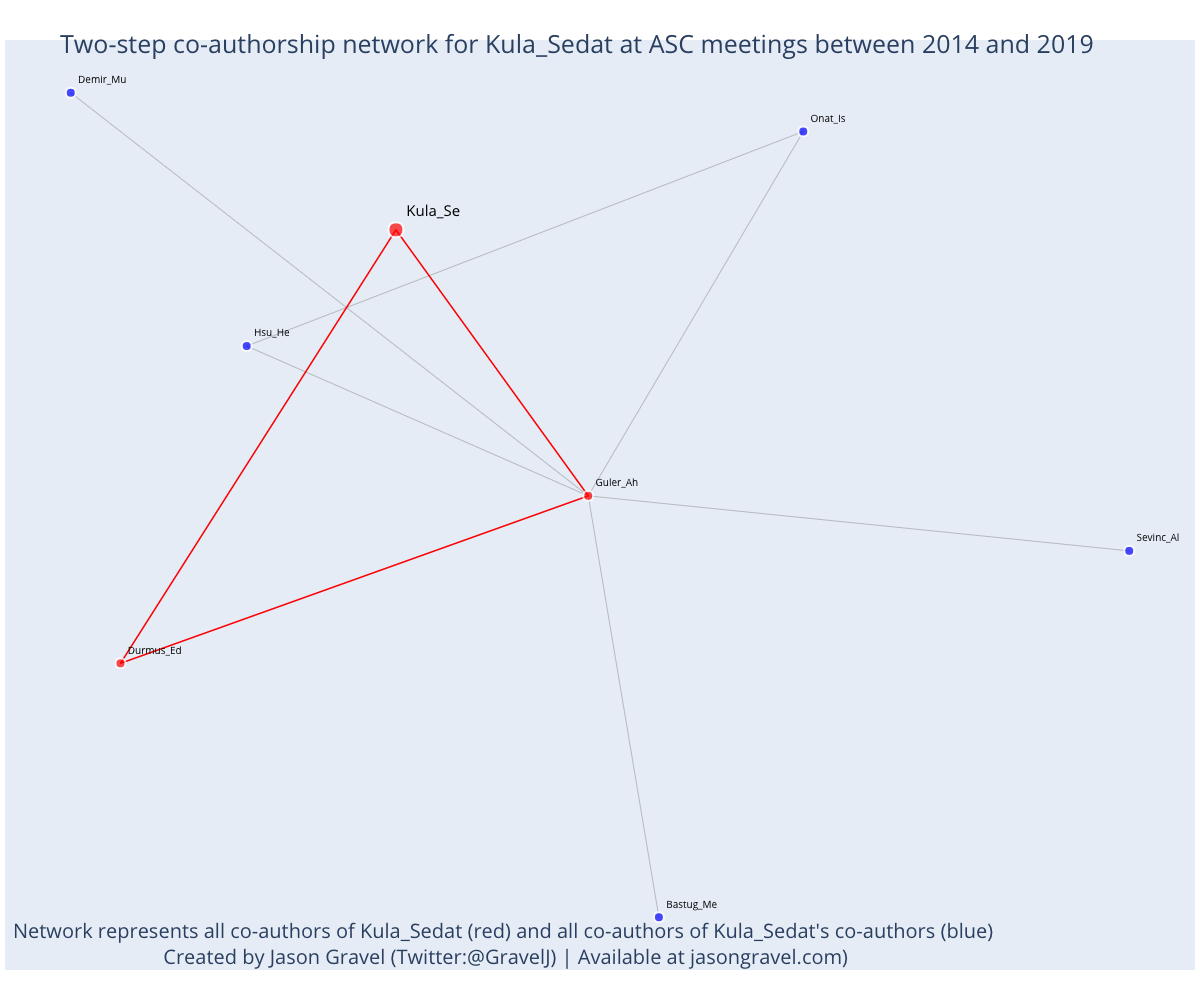 Two-step co-authorship network for Kula_Sedat at ASC meetings between 2014 and 2019
Demir_Mu
Onat_Is
Kula_Se
Hsu_He
Guler_Ah
Sevinc_Al
Durmus_Ed
Bastug_Me
Network represents all co-authors of Kula_Sedat (red) and all co-authors of Kula_Sedat's co-authors (blue)
Created by Jason Gravel (Twitter:@GravelJ) | Available at jasongravel.com)